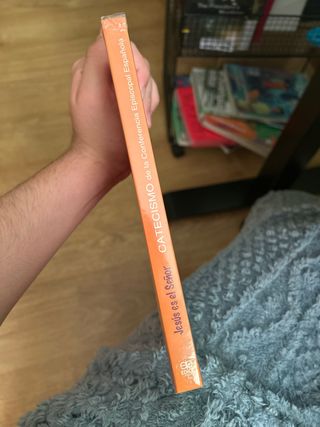 Jesús es el Señor
CATECISMO de la Conferencia Episcopal Española